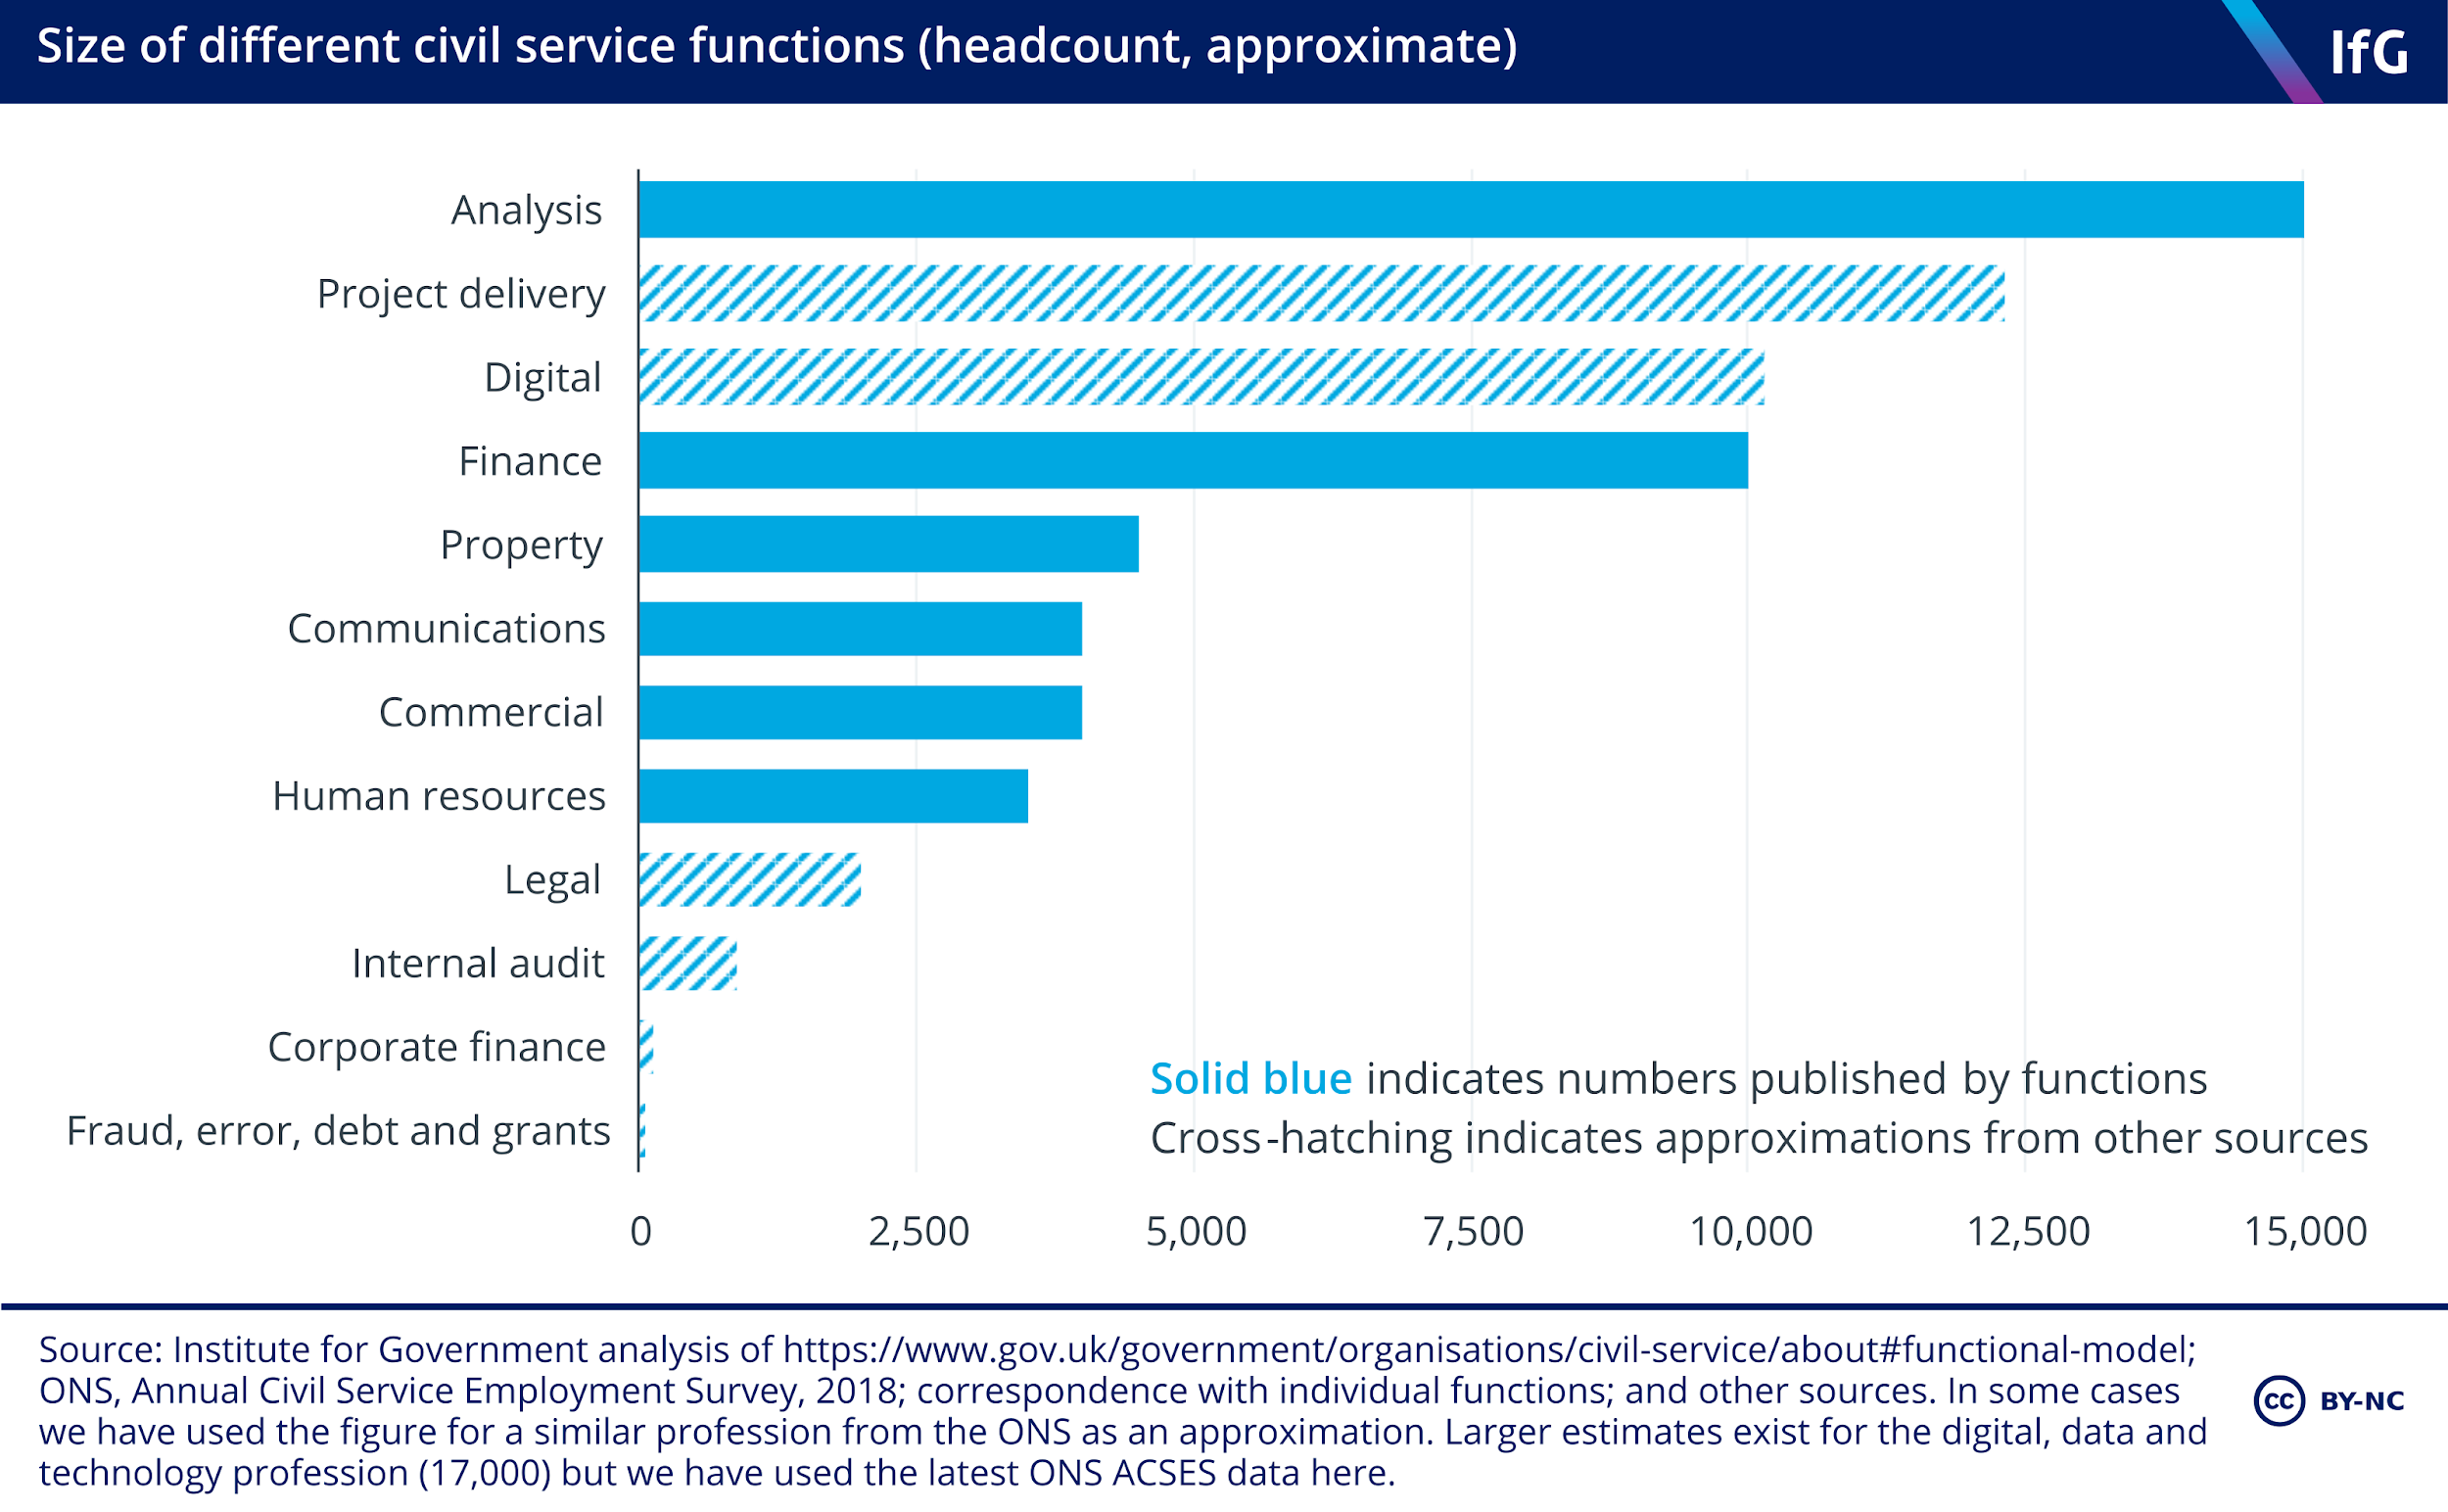 Size of different civil service functions (headcount, approximate)
IfG
Analysis
Project delivery
Digital
Finance
Property
Communications
Commercial
Human resources
Legal
Internal audit
Corporate finance
Fraud, error, debt and grants
Solid blue indicates numbers published by functions
Cross-hatching indicates approximations from other sources
0 2,500 5,000 7,500 10,000 12,500 15,000
Source: Institute for Government analysis of https://www.gov.uk/government/organisations/civil-service/about#functional-model;
ONS, Annual Civil Service Employment Survey, 2018; correspondence with individual functions; and other sources. In some cases
we have used the figure for a similar profession from the ONS as an approximation. Larger estimates exist for the digital, data and
technology profession (17,000) but we have used the latest ONS ACSES data here.
cc BY-NC